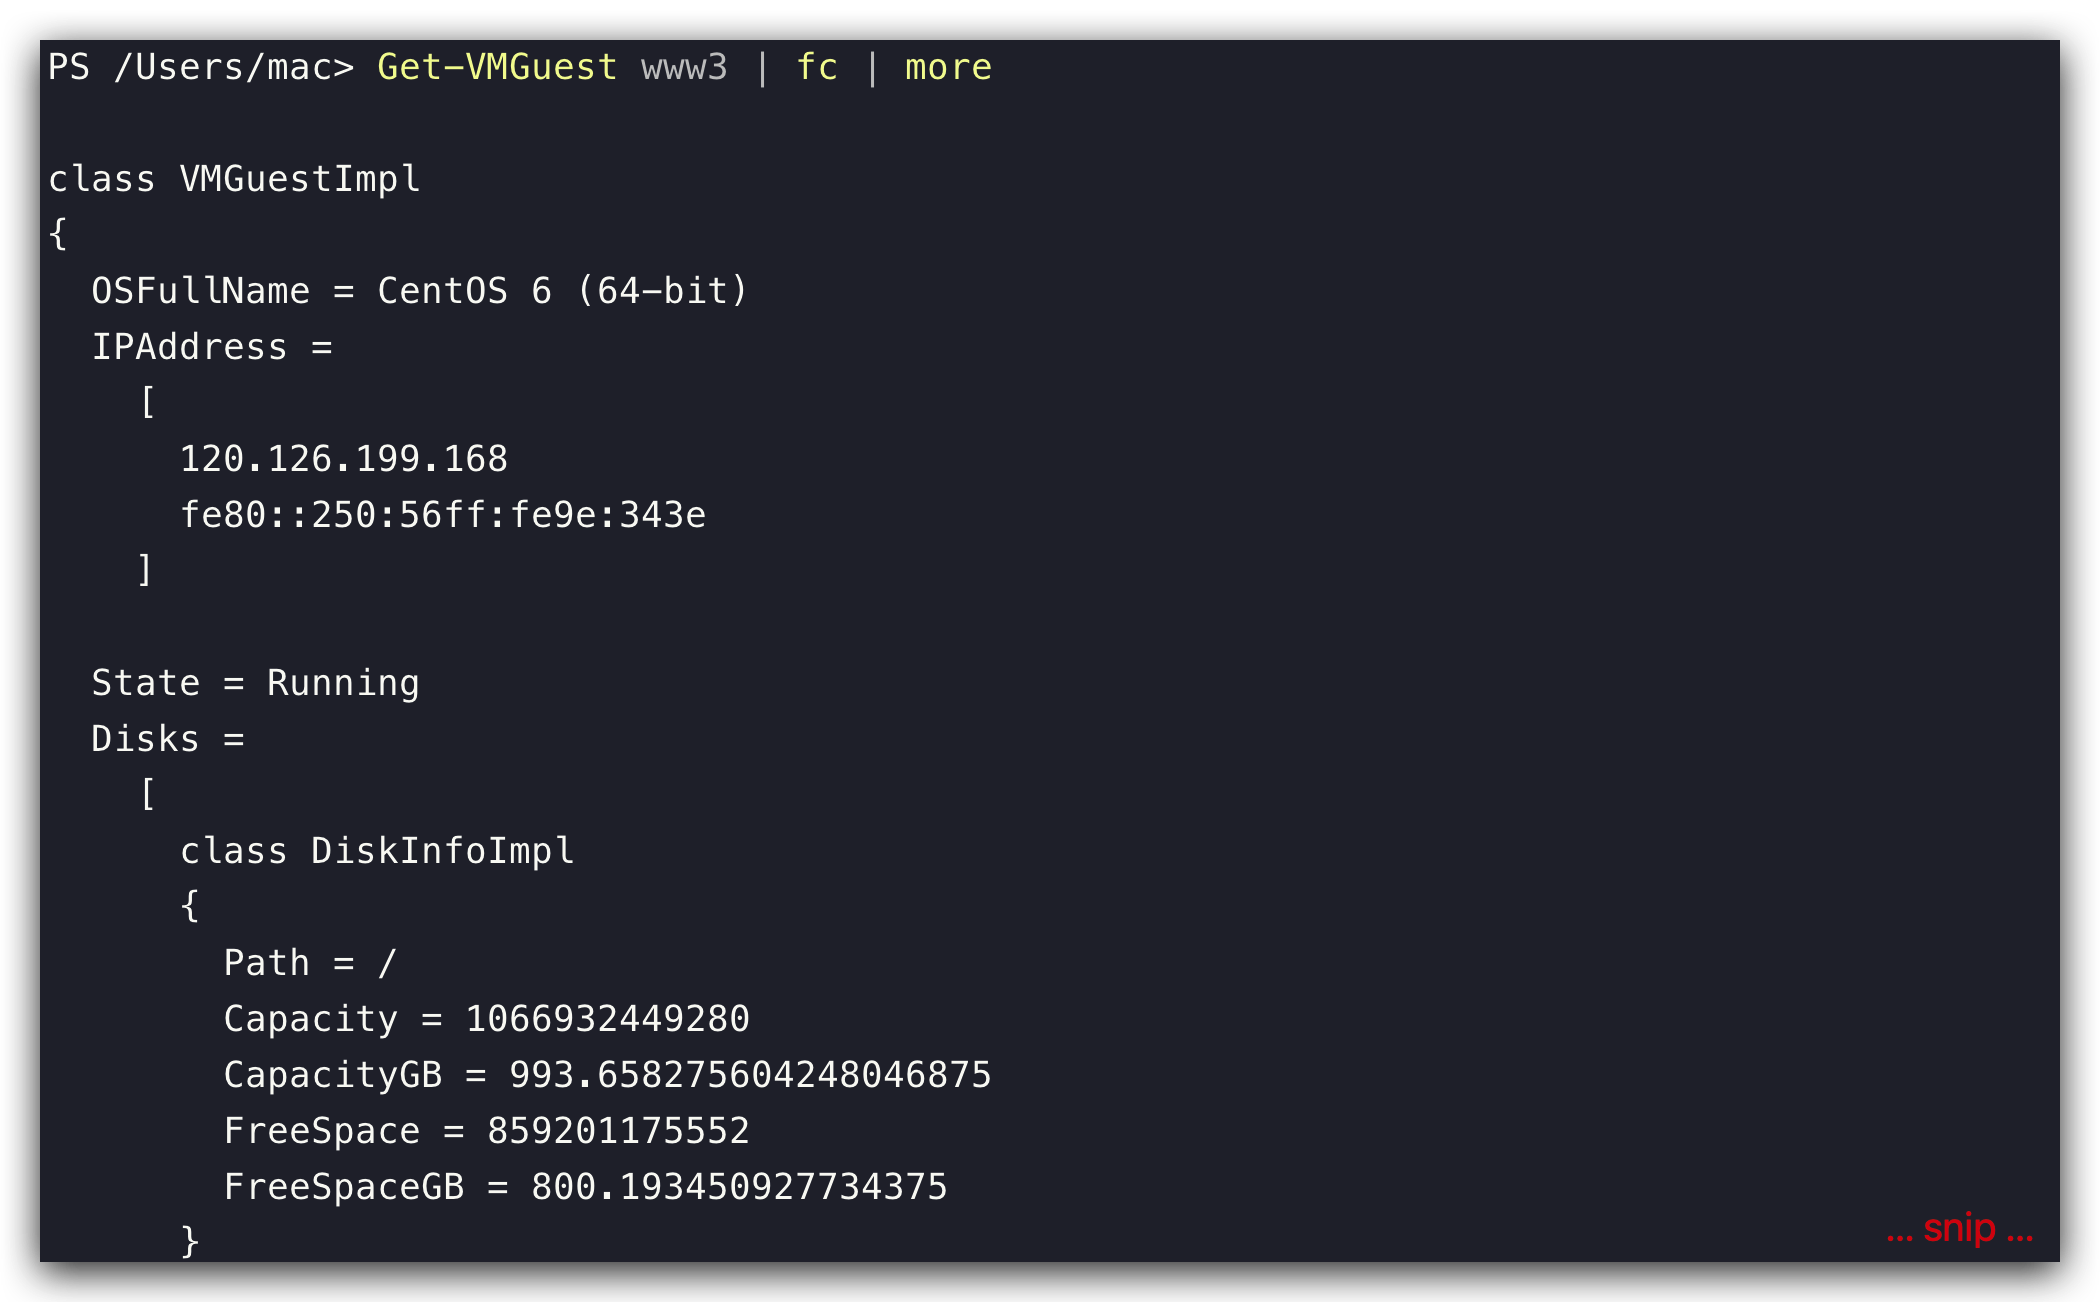 PS /Users/mac> Get-VMGuest www3 | fc | more
class VMGuestImpl
{
OSFullName = CentOS 6 (64-bit)
IPAddress =
[
120.126.199.168
fe80::250:56ff:fe9e:343e
]
State = Running
Disks =
[
class DiskInfoImpl
{
Path = /
Capacity = 1066932449280
CapacityGB = 993.658275604248046875
FreeSpace = 859201175552
FreeSpaceGB = 800.193450927734375
}
... snip ...